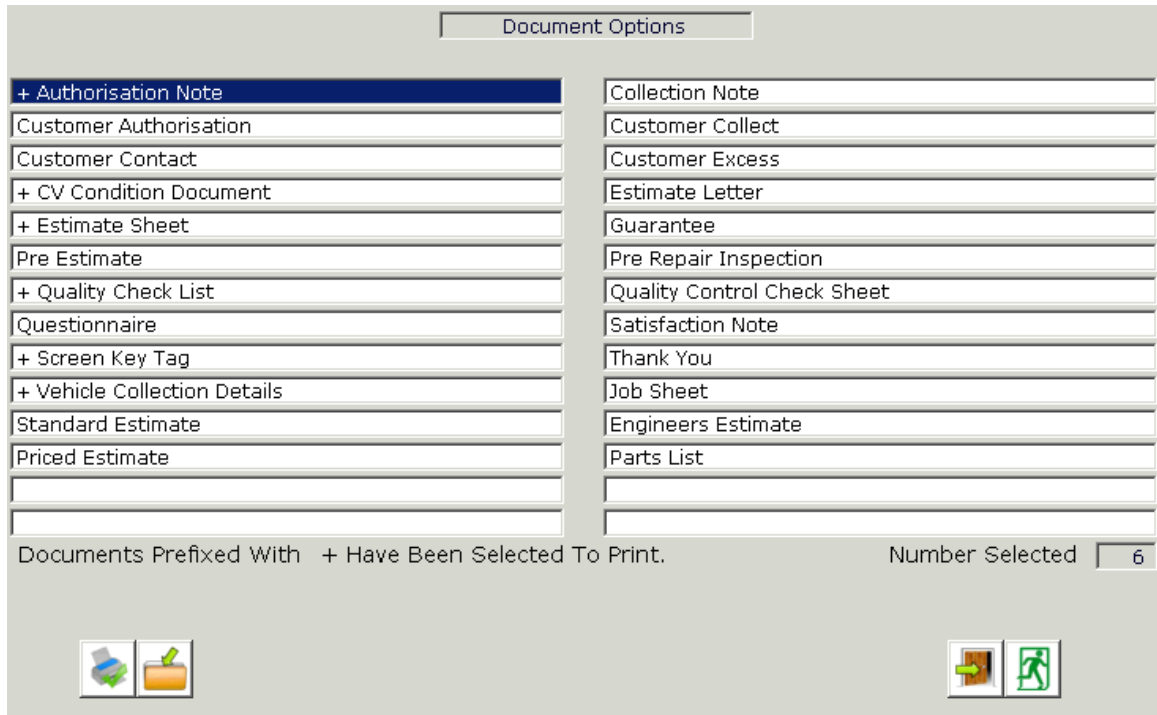 Document Options
+ Authorisation Note
Customer Authorisation
Customer Contact
+ CV Condition Document
+ Estimate Sheet
Pre Estimate
+ Quality Check List
Questionnaire
+ Screen Key Tag
+ Vehicle Collection Details
Standard Estimate
Priced Estimate
Collection Note
Customer Collect
Customer Excess
Estimate Letter
Guarantee
Pre Repair Inspection
Quality Control Check Sheet
Satisfaction Note
Thank You
Job Sheet
Engineers Estimate
Parts List
Documents Prefixed With + Have Been Selected To Print.
Number Selected 6